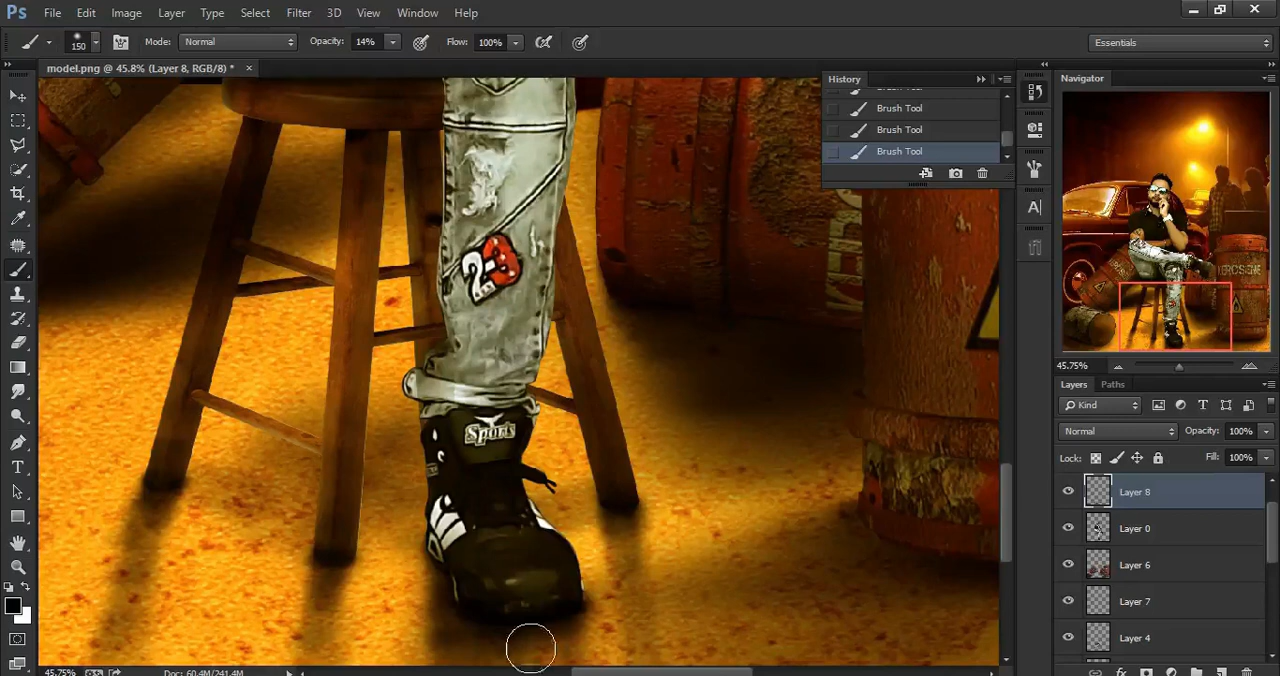 Ps File Edit Image Layer Type Select Filter 3D View Window Help
150 Mode: Normal Opacity: 14% Flow: 100% Essentials
model.png @ 45.8% (Layer 8, RGB/8) * ×
History
Brush Tool
Brush Tool
Brush Tool
Navigator
45.75%
Layers Paths
Kind
Normal Opacity: 100%
Lock: Fill: 100%
Layer 8
Layer 0
Layer 6
Layer 7
Layer 4
Sports
45.75% Doc: 60.4M/241.4M